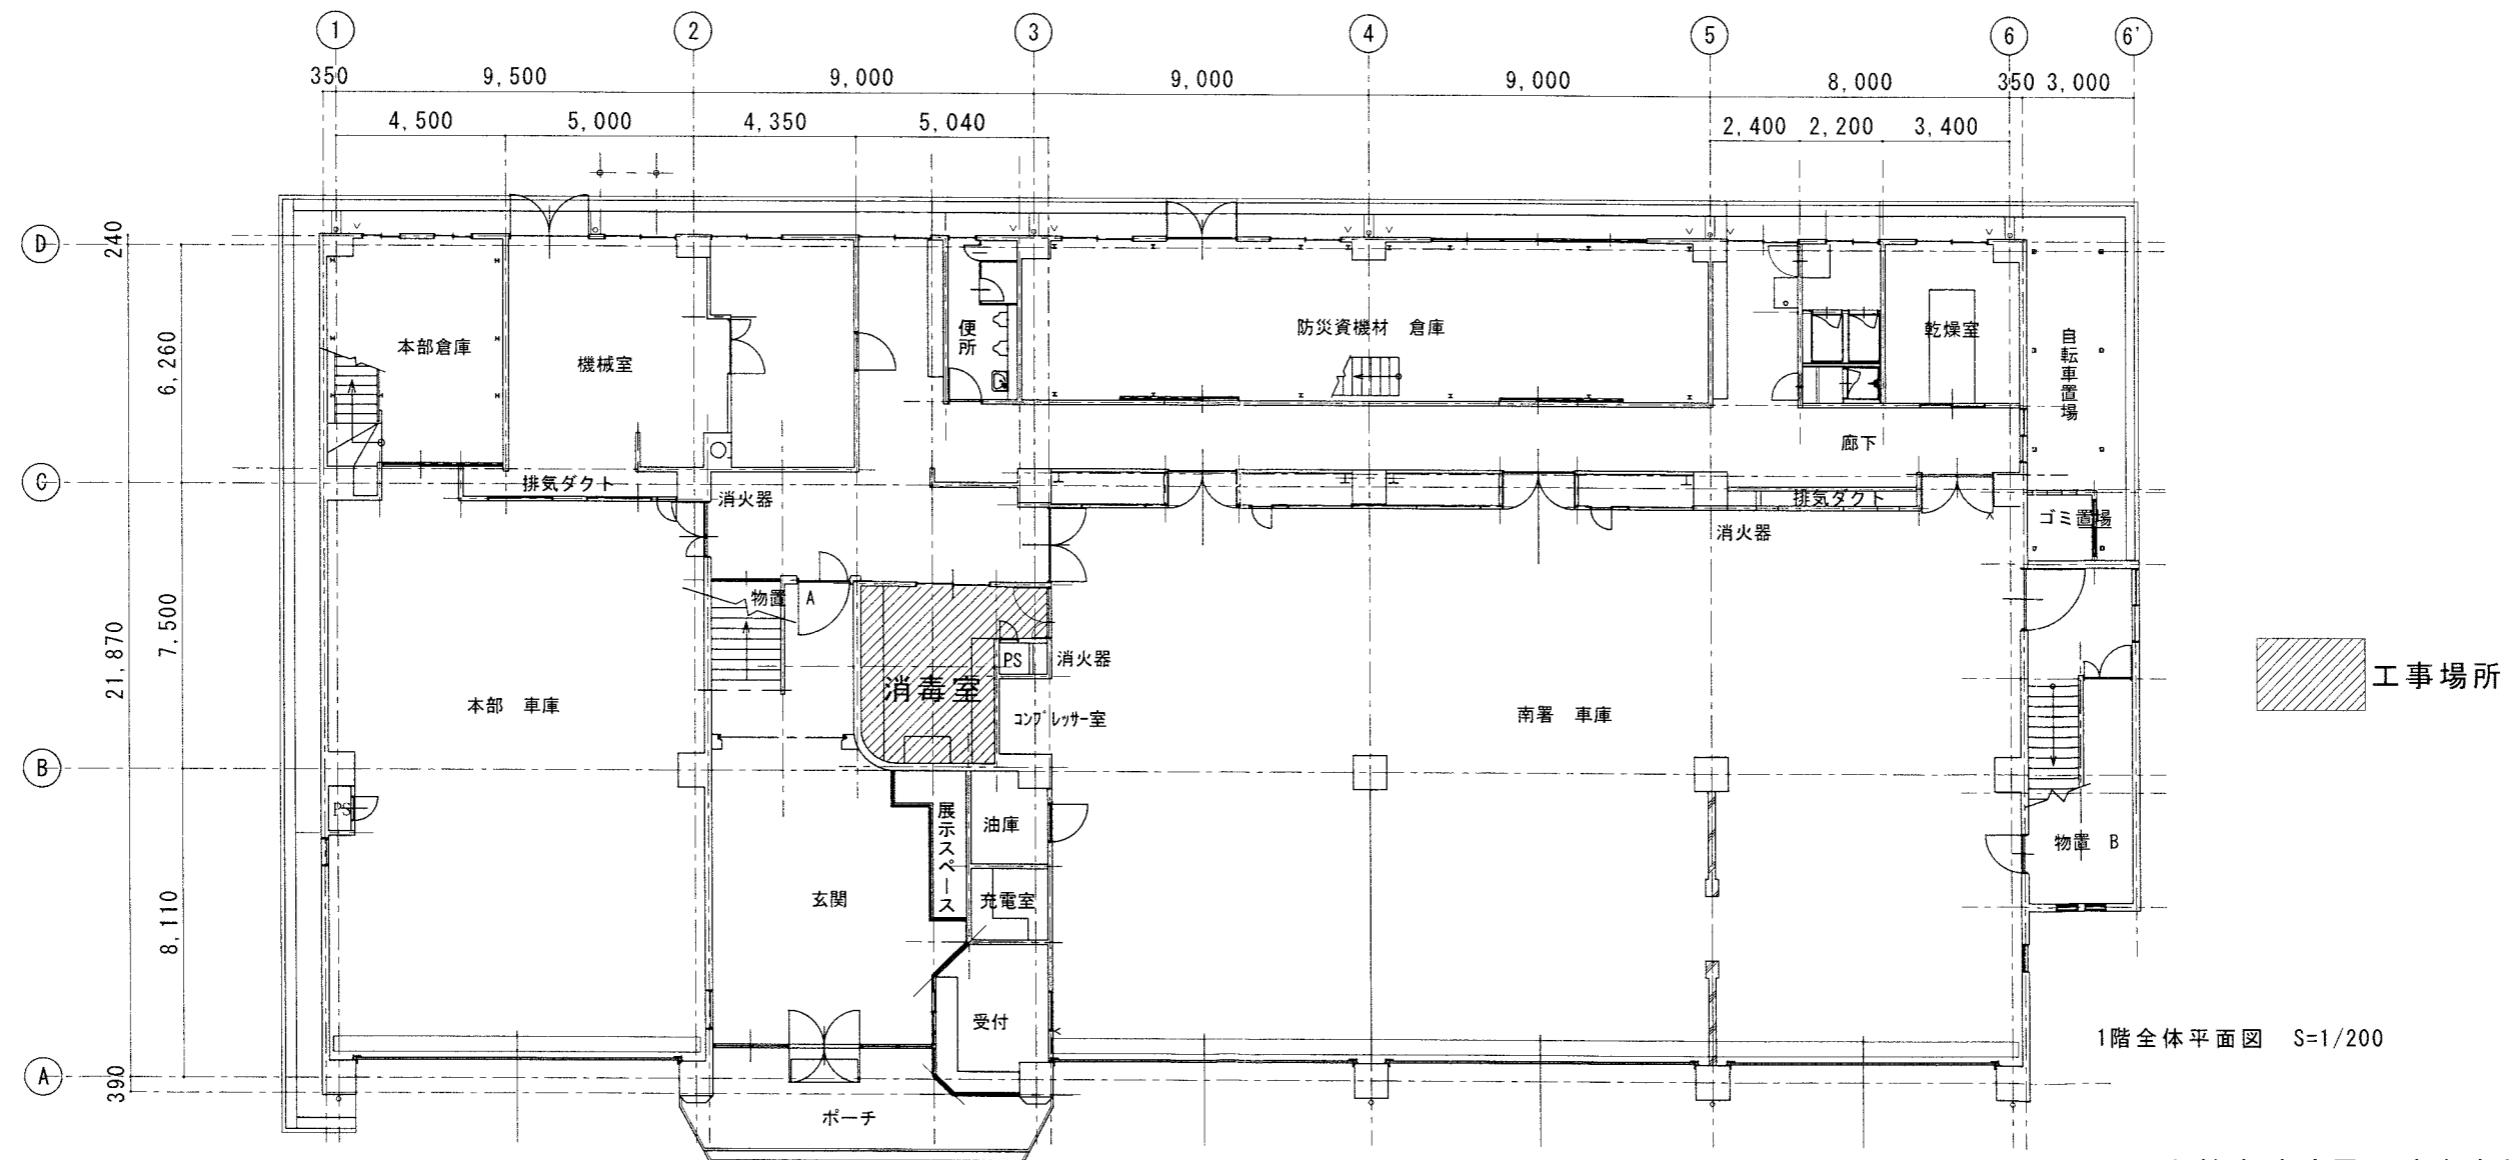 1 2 3 4 5 6 6'
350 9,500 9,000 9,000 9,000 8,000 350 3,000
4,500 5,000 4,350 5,040 2,400 2,200 3,400
D
240
6,260
C
7,500
21,870
B
8,110
A
390
本部倉庫
機械室
便所
防災資機材 倉庫
乾燥室
自転車置場
廊下
排気ダクト
消火器
排気ダクト
消火器
ゴミ置場
物置 A
PS
消火器
消毒室
コンプレッサー室
本部 車庫
南署 車庫
工事場所
PS
展示スペース
油庫
物置 B
玄関
充電室
受付
1階全体平面図 S=1/200
ポーチ